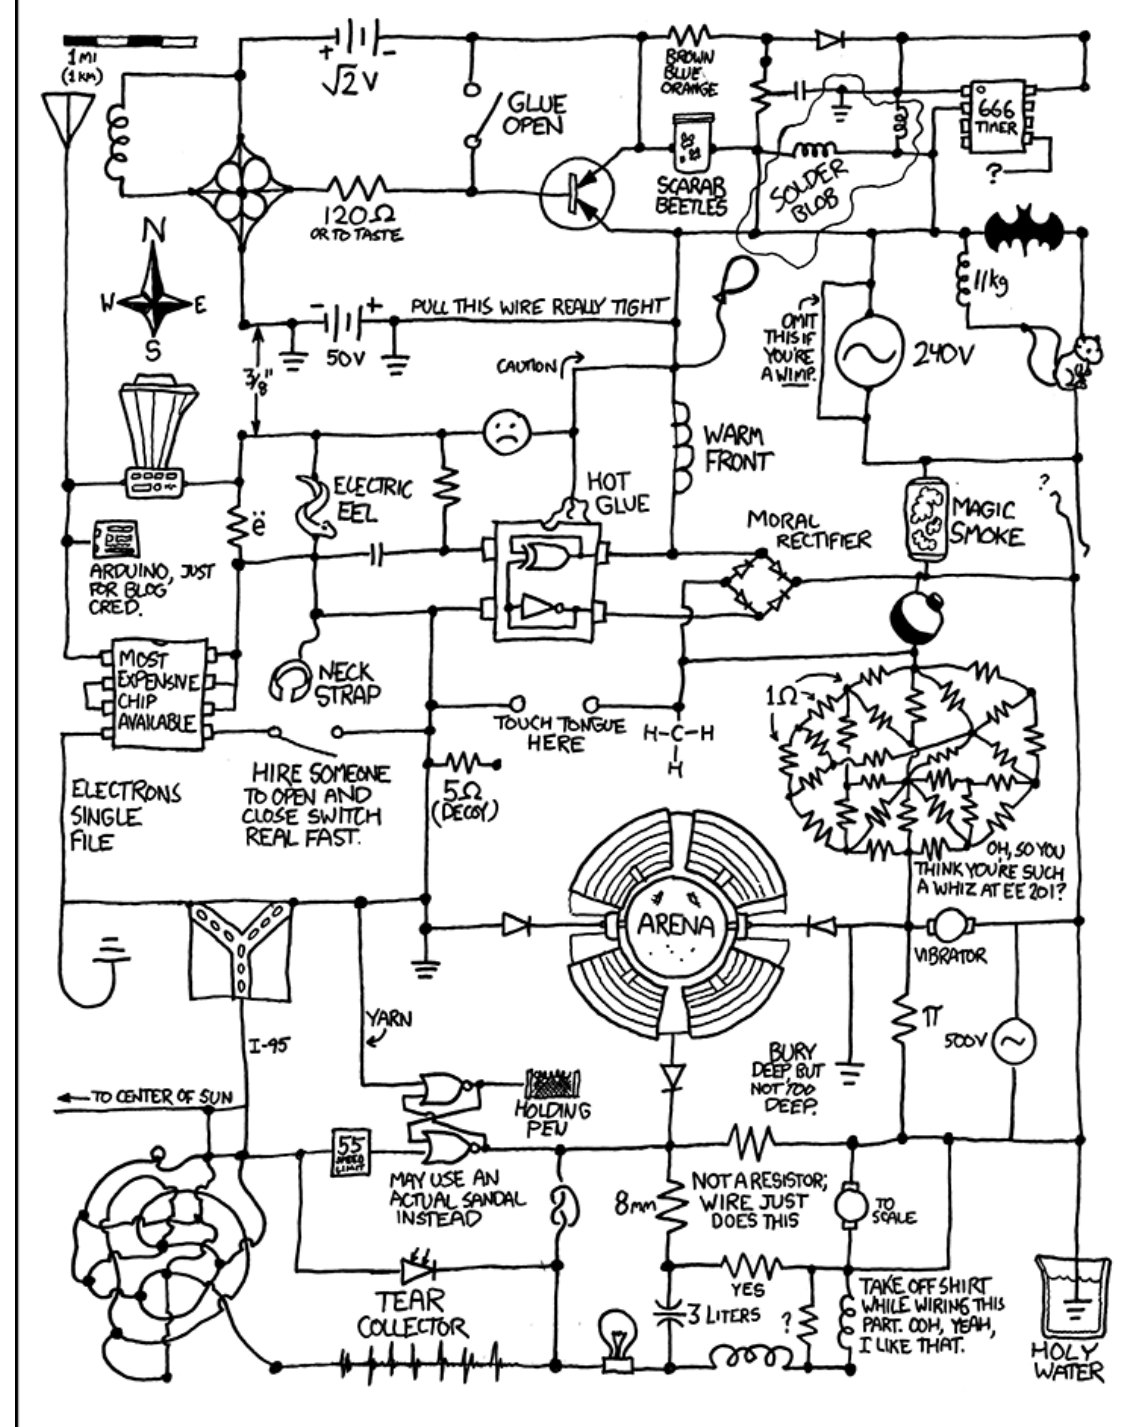 1 MI
(1 KM)
+
-
√2 V
GLUE
OPEN
BROWN
BLUE
ORANGE
666
TIMER
?
SCARAB
BEETLES
SOLDER
BLOB
120Ω
OR TO TASTE
N
W
E
S
-
+
PULL THIS WIRE REALLY TIGHT
50V
3/8"
CAUTION
11kg
OMIT
THIS IF
YOU'RE
A WIMP.
240V
WARM
FRONT
ELECTRIC
EEL
ë
HOT
GLUE
MORAL
RECTIFIER
MAGIC
SMOKE
?
ARDUINO, JUST
FOR BLOG
CRED.
MOST
EXPENSIVE
CHIP
AVAILABLE
NECK
STRAP
TOUCH TONGUE
HERE
H-C-H
H
1Ω
HIRE SOMEONE
TO OPEN AND
CLOSE SWITCH
REAL FAST.
5Ω
(DECOY)
ELECTRONS
SINGLE
FILE
OH, SO YOU
THINK YOU'RE SUCH
A WHIZ AT EE 201?
ARENA
VIBRATOR
YARN
I-95
π
500V
BURY
DEEP, BUT
NOT TOO
DEEP.
TO CENTER OF SUN
HOLDING
PEN
55
SPEED
LIMIT
MAY USE AN
ACTUAL SANDAL
INSTEAD
NOT A RESISTOR;
WIRE JUST
DOES THIS
8mm
TO
SCALE
YES
TEAR
COLLECTOR
3 LITERS
?
TAKE OFF SHIRT
WHILE WIRING THIS
PART. OOH, YEAH,
I LIKE THAT.
HOLY
WATER